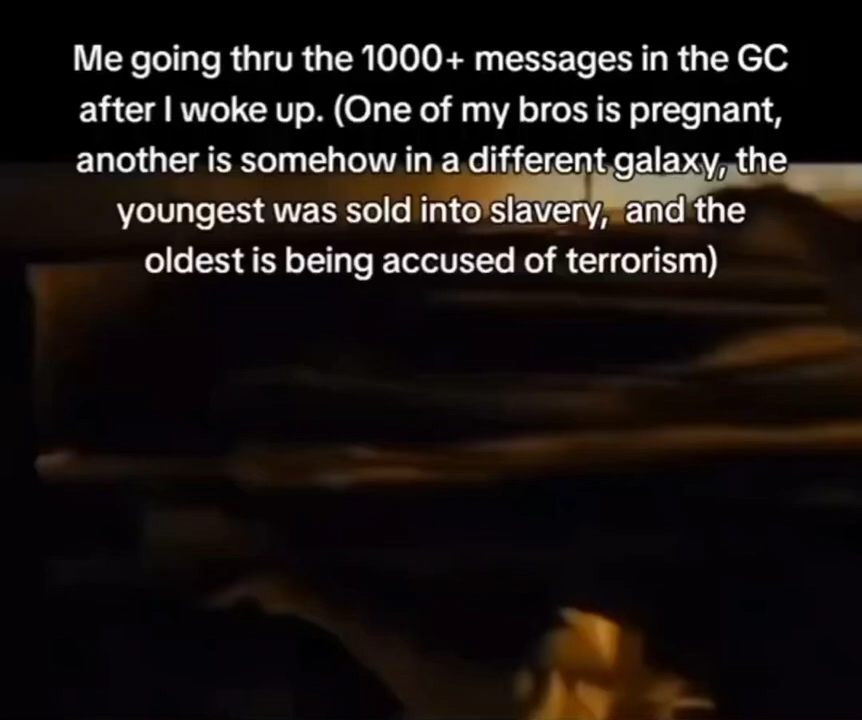 Me going thru the 1000+ messages in the GC
after I woke up. (One of my bros is pregnant,
another is somehow in a different galaxy, the
youngest was sold into slavery,  and the
oldest is being accused of terrorism)